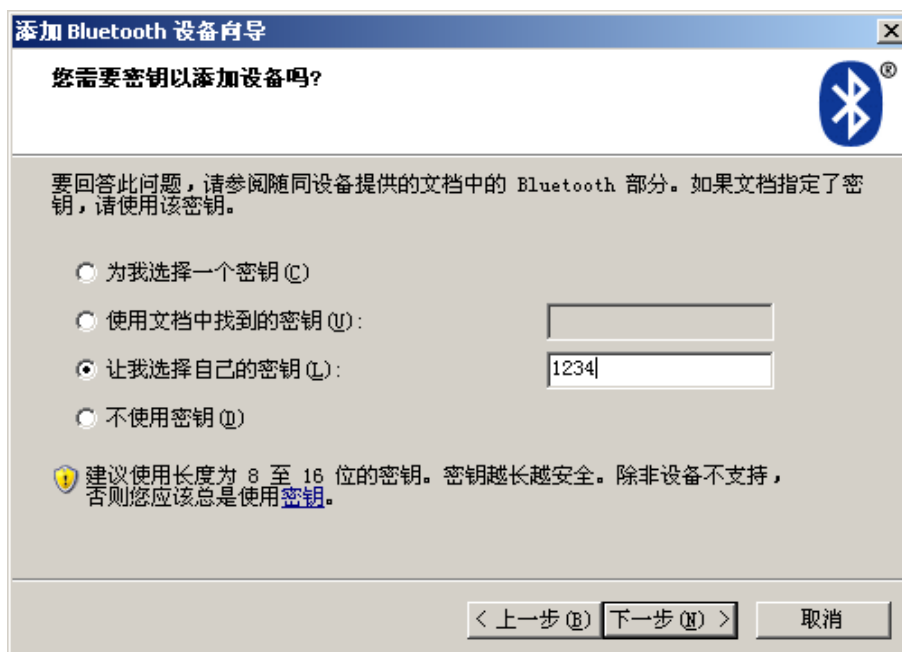 添加 Bluetooth 设备向导
您需要密钥以添加设备吗?
®
要回答此问题,请参阅随同设备提供的文档中的 Bluetooth 部分。如果文档指定了密
钥,请使用该密钥。
为我选择一个密钥(C)
使用文档中找到的密钥(U):
让我选择自己的密钥(L): 1234
不使用密钥(D)
建议使用长度为 8 至 16 位的密钥。密钥越长越安全。除非设备不支持,
否则您应该总是使用密钥。
< 上一步(B) 下一步(N) > 取消